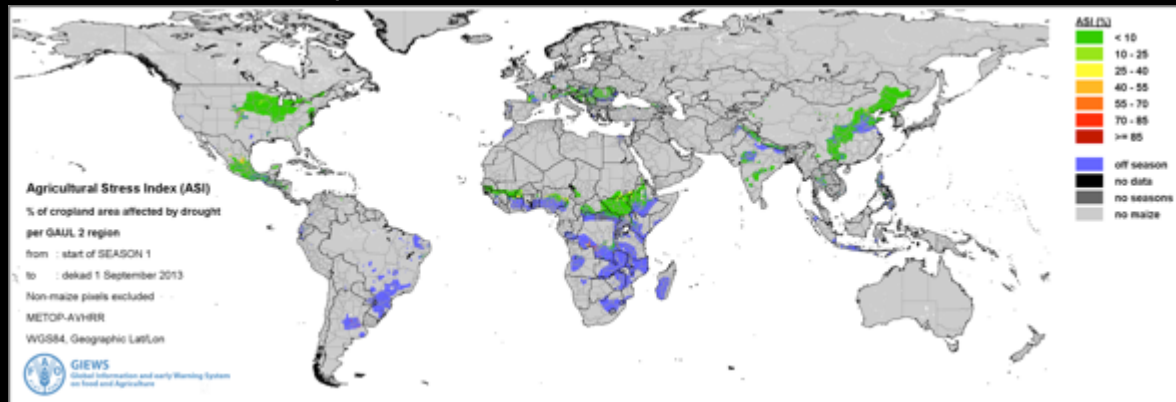 ASI (%)
< 10
10 - 25
25 - 40
40 - 55
55 - 70
70 - 85
>= 85
off season
no data
no seasons
no maize
Agricultural Stress Index (ASI)
% of cropland area affected by drought
per GAUL 2 region
from : start of SEASON 1
to : dekad 1 September 2013
Non-maize pixels excluded
METOP-AVHRR
WGS84, Geographic Lat/Lon
FAO
GIEWS
Global Information and early Warning System
on food and Agriculture